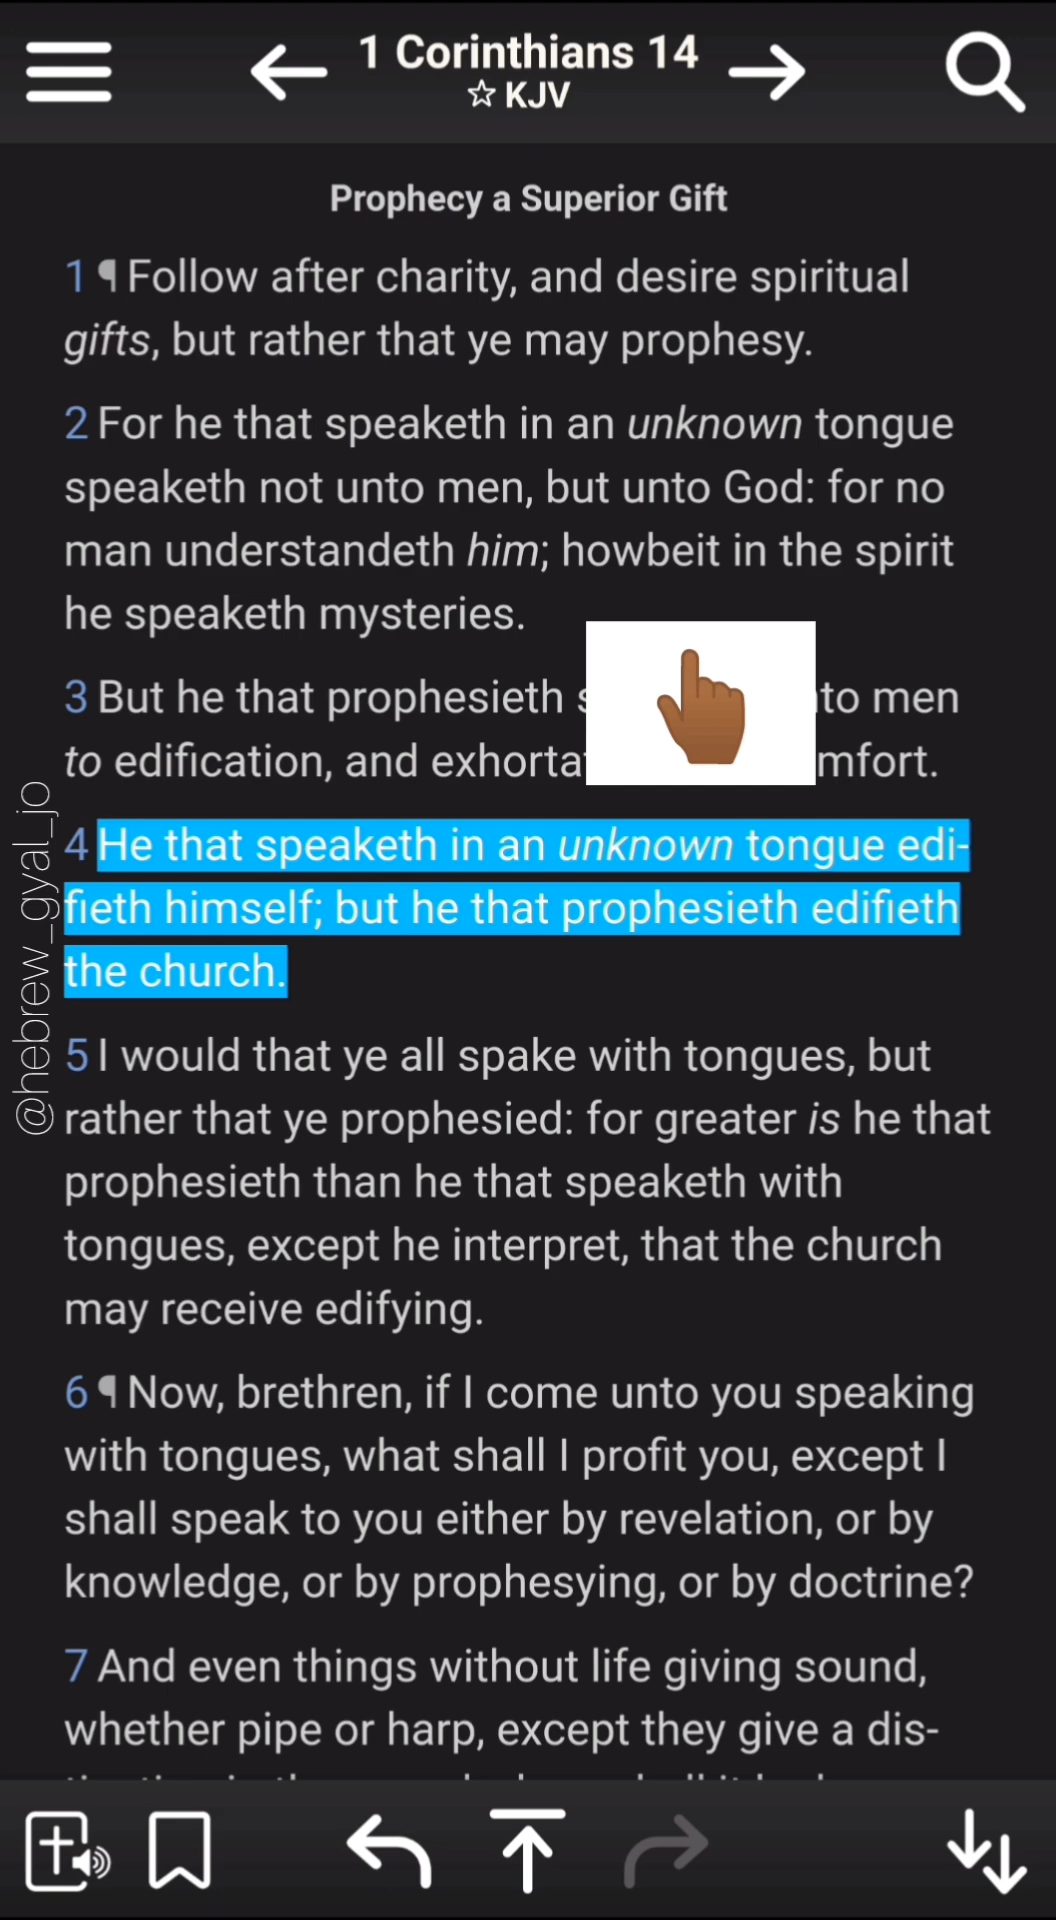 1 Corinthians 14
☆ KJV
Prophecy a Superior Gift
1 ¶ Follow after charity, and desire spiritual
gifts, but rather that ye may prophesy.
2 For he that speaketh in an unknown tongue
speaketh not unto men, but unto God: for no
man understandeth him; howbeit in the spirit
he speaketh mysteries.
3 But he that prophesieth to men
to edification, and
4 He that speaketh in an unknown tongue edi-
fieth himself; but he that prophesieth edifieth
the church.
5 I would that ye all spake with tongues, but
rather that ye prophesied: for greater is he that
prophesieth than he that speaketh with
tongues, except he interpret, that the church
may receive edifying.
6 ¶ Now, brethren, if I come unto you speaking
with tongues, what shall I profit you, except I
shall speak to you either by revelation, or by
knowledge, or by prophesying, or by doctrine?
7 And even things without life giving sound,
whether pipe or harp, except they give a dis-
@hebrew_gyal_jo